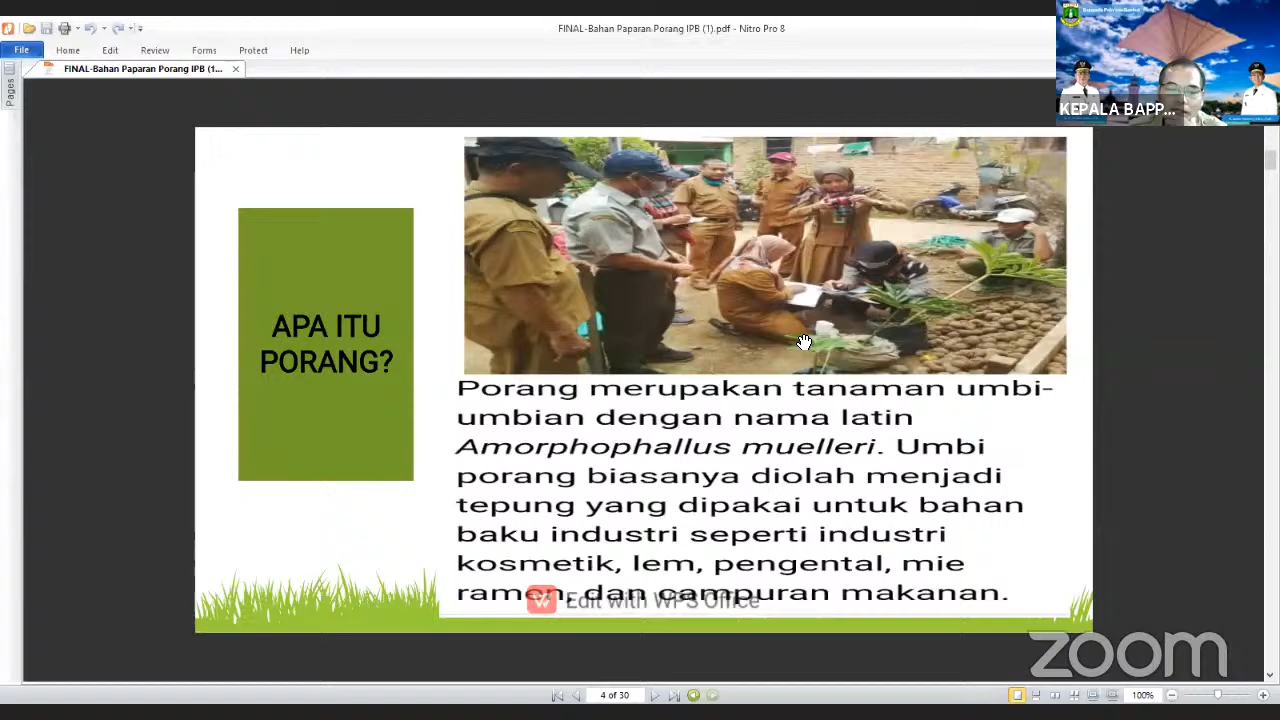 FINAL-Bahan Paparan Porang IPB (1).pdf - Nitro Pro 8
File Home Edit Review Forms Protect Help
FINAL-Bahan Paparan Porang IPB (1...
Pages
KEPALA BAPP...
APA ITU
PORANG?
Porang merupakan tanaman umbi-
umbian dengan nama latin
Amorphophallus muelleri. Umbi
porang biasanya diolah menjadi
tepung yang dipakai untuk bahan
baku industri seperti industri
kosmetik, lem, pengental, mie
ramen, dan campuran makanan.
Edit with WPS Office
zoom
4 of 30
100%